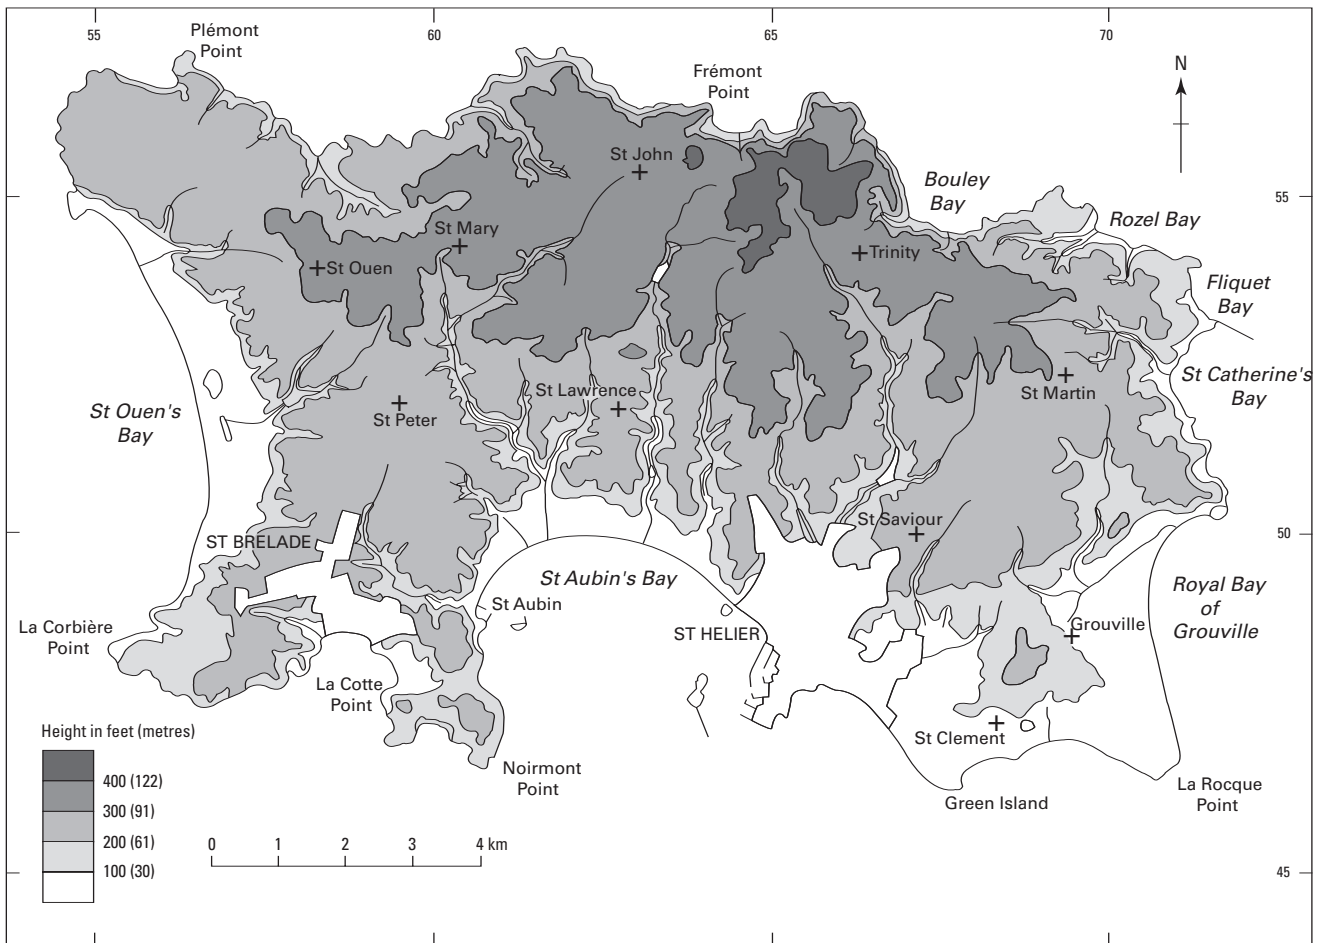 55
60
65
70
Plémont
Point
Frémont
Point
N
St John
Bouley
Bay
55
Rozel Bay
St Mary
Trinity
St Ouen
Fliquet
Bay
St Catherine's
Bay
St Martin
St Lawrence
St Ouen's
Bay
St Peter
St Saviour
50
ST BRELADE
St Aubin's Bay
Royal Bay
of
Grouville
St Aubin
La Corbière
Point
ST HELIER
Grouville
La Cotte
Point
St Clement
Noirmont
Point
La Rocque
Point
Green Island
Height in feet (metres)
400 (122)
300 (91)
200 (61)
100 (30)
0 1 2 3 4 km
45